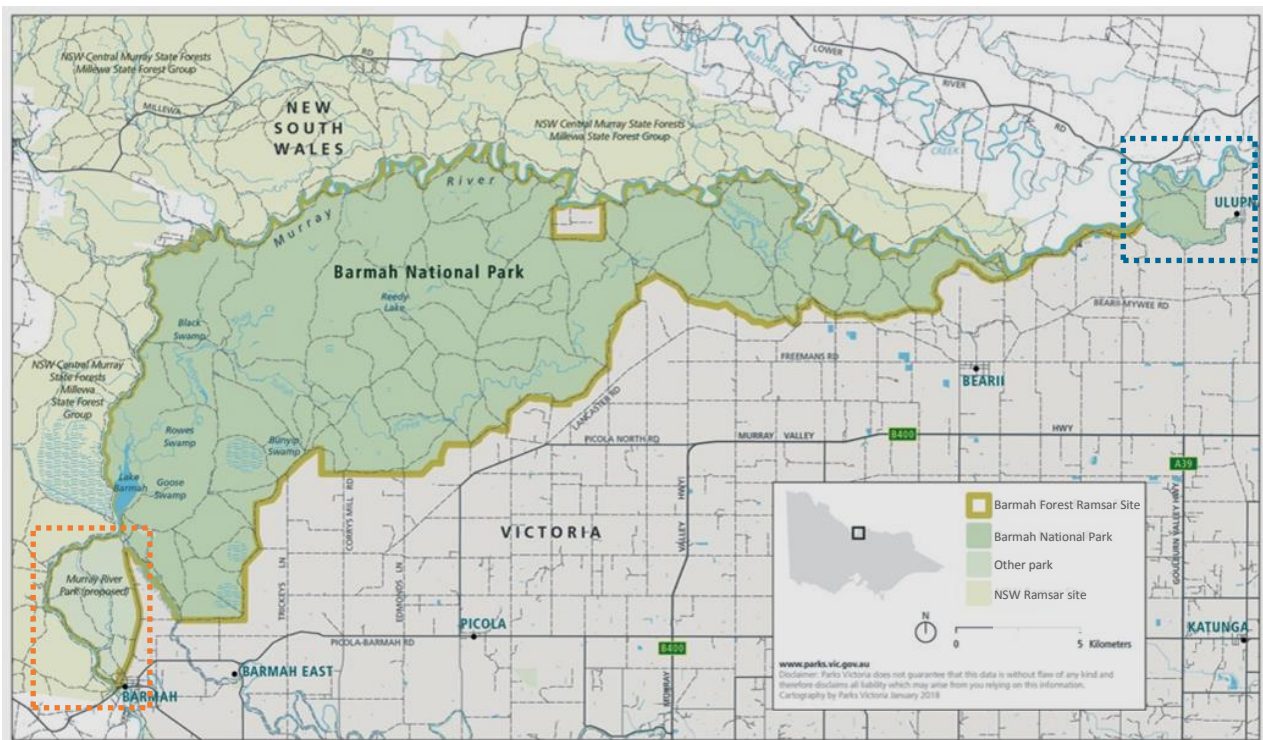 NSW Central Murray State Forests
Millewa State Forest Group
RD
MILLEWA
NEW
SOUTH
WALES
NSW Central Murray State Forests
Millewa State Forest Group
LOWER
RIVER
RD
CREEK
ULUPN
Murray River
Barmah National Park
Reedy
Lake
Black
Swamp
BEARII-MYWEE RD
FREEMANS RD
BEARII
NSW Central Murray
State Forests
Millewa
State Forest
Group
LANCASTER RD
Rowes
Swamp
Bunyip
Swamp
PICOLA NORTH RD
MURRAY VALLEY HWY
B400
A39
Lake
Barmah
Goose
Swamp
CORRYS MILL RD
VICTORIA
VALLEY HWY
GOULBURN VALLEY HWY
Murray River
Park (proposed)
TRICKEYS LN
EDMONDS LN
PICOLA
PICOLA-BARMAH RD
B400
MURRAY
KATUNGA
BARMAH EAST
BARMAH
Barmah Forest Ramsar Site
Barmah National Park
Other park
NSW Ramsar site
N
0 5 Kilometers
www.parks.vic.gov.au
Disclaimer: Parks Victoria does not guarantee that this data is without flaw of any kind and
therefore disclaims all liability which may arise from you relying on this information.
Cartography by Parks Victoria January 2018